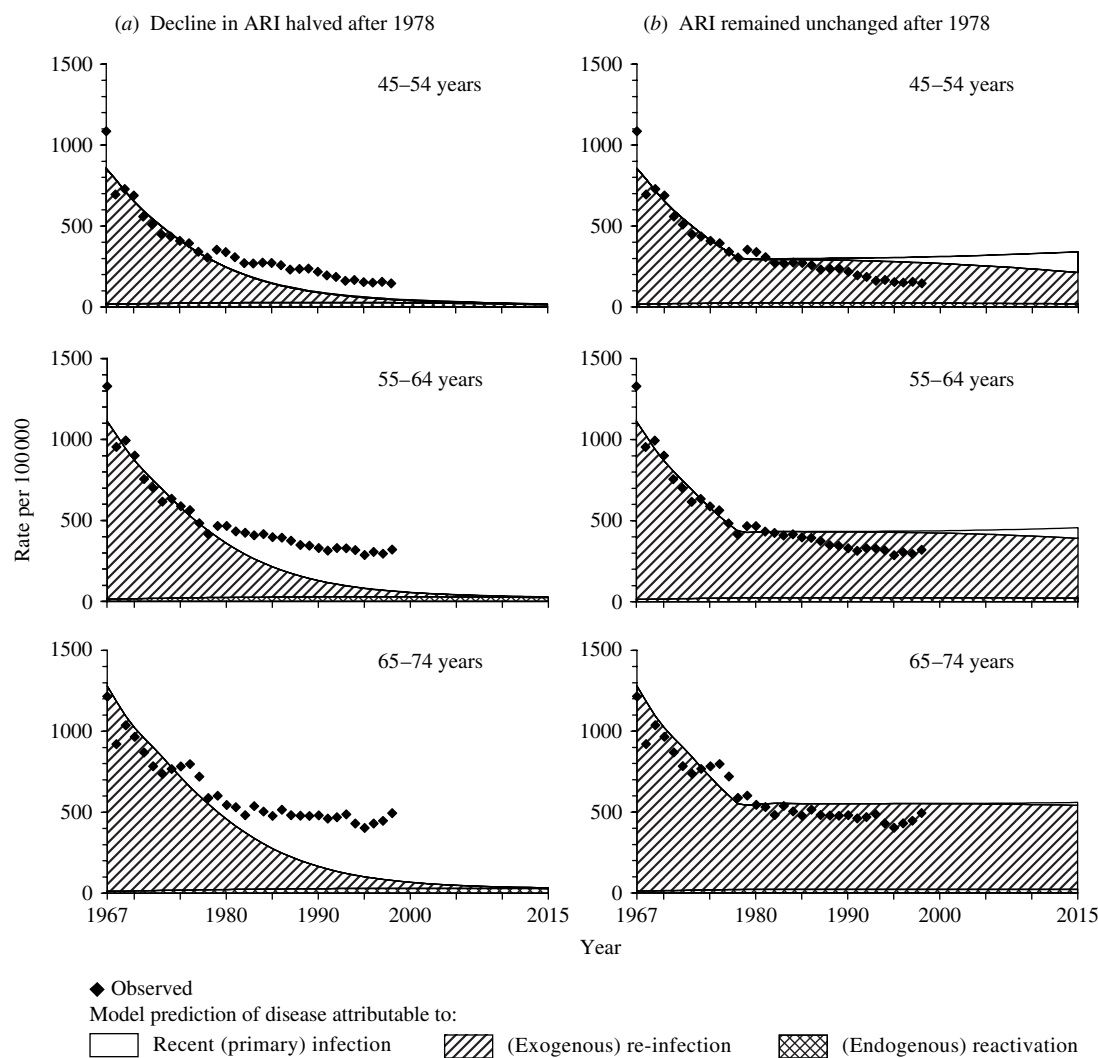 (a) Decline in ARI halved after 1978
(b) ARI remained unchanged after 1978
1500
1000
500
0
45–54 years
1500
1000
500
0
45–54 years
Rate per 100 000
1500
1000
500
0
55–64 years
1500
1000
500
0
55–64 years
1500
1000
500
0
65–74 years
1967 1980 1990 2000 2015
1500
1000
500
0
65–74 years
1967 1980 1990 2000 2015
Year
Observed
Model prediction of disease attributable to:
Recent (primary) infection (Exogenous) re-infection (Endogenous) reactivation